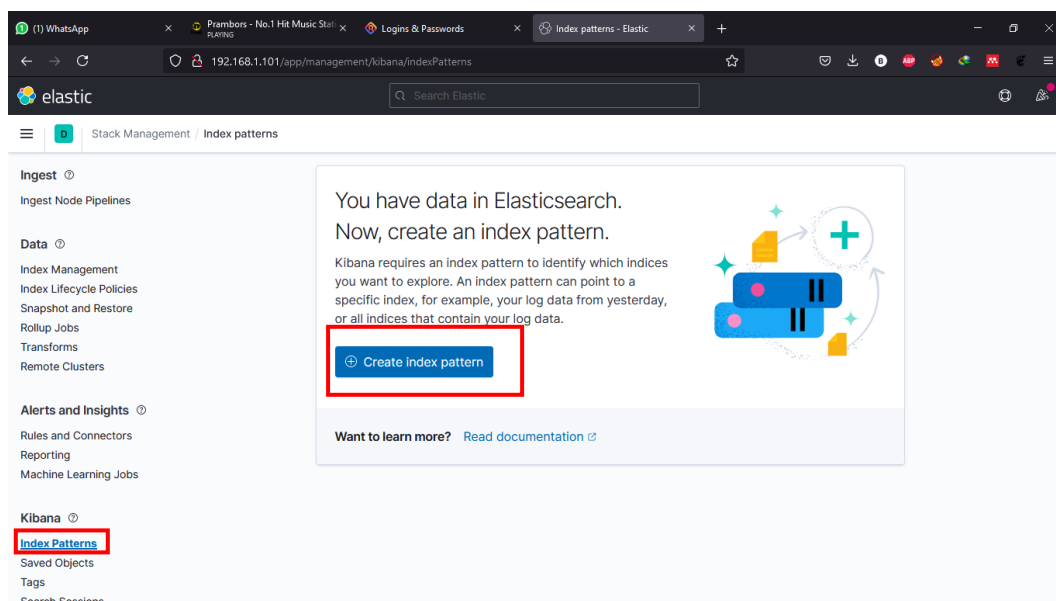 (1) WhatsApp
Prambors - No.1 Hit Music Stati
PLAYING
Logins & Passwords
Index patterns - Elastic
192.168.1.101/app/management/kibana/indexPatterns
elastic
Search Elastic
D
Stack Management / Index patterns
Ingest
Ingest Node Pipelines
Data
Index Management
Index Lifecycle Policies
Snapshot and Restore
Rollup Jobs
Transforms
Remote Clusters
Alerts and Insights
Rules and Connectors
Reporting
Machine Learning Jobs
Kibana
Index Patterns
Saved Objects
Tags
Search Sessions
You have data in Elasticsearch.
Now, create an index pattern.
Kibana requires an index pattern to identify which indices
you want to explore. An index pattern can point to a
specific index, for example, your log data from yesterday,
or all indices that contain your log data.
Create index pattern
Want to learn more? Read documentation